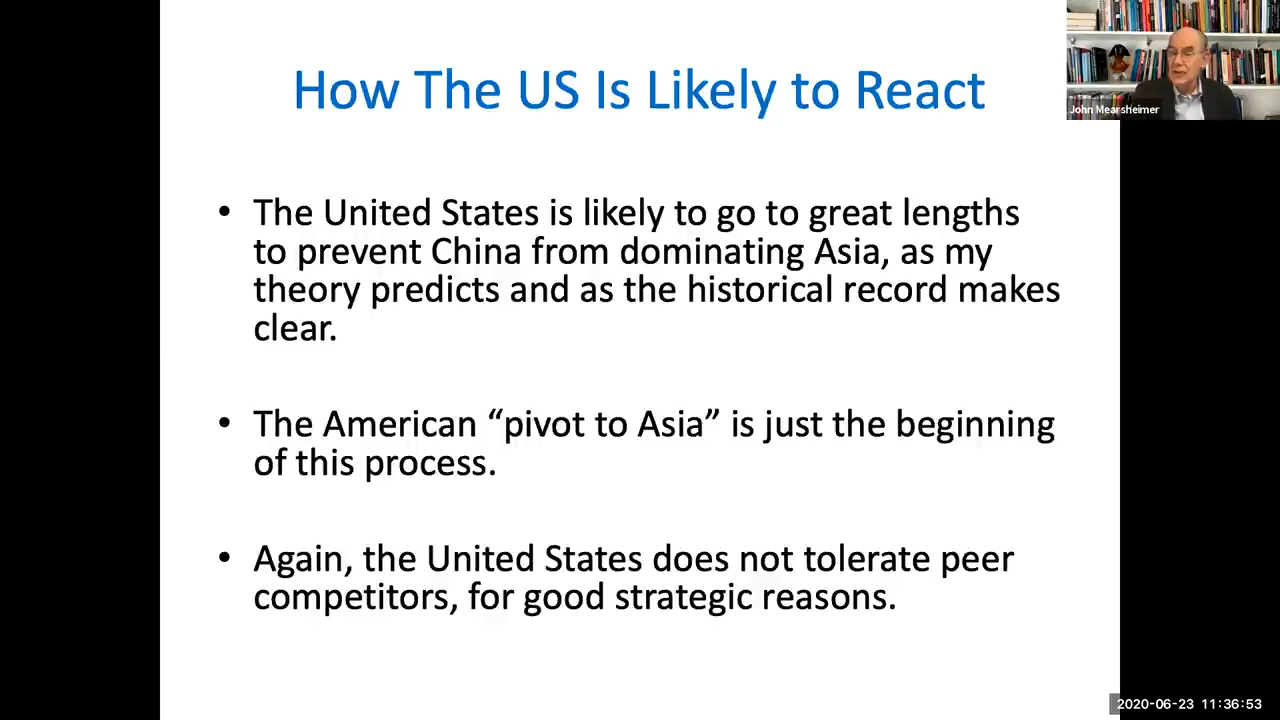 How The US Is Likely to React
John Mearsheimer
• The United States is likely to go to great lengths
to prevent China from dominating Asia, as my
theory predicts and as the historical record makes
clear.
• The American “pivot to Asia” is just the beginning
of this process.
• Again, the United States does not tolerate peer
competitors, for good strategic reasons.
2020-06-23 11:36:53